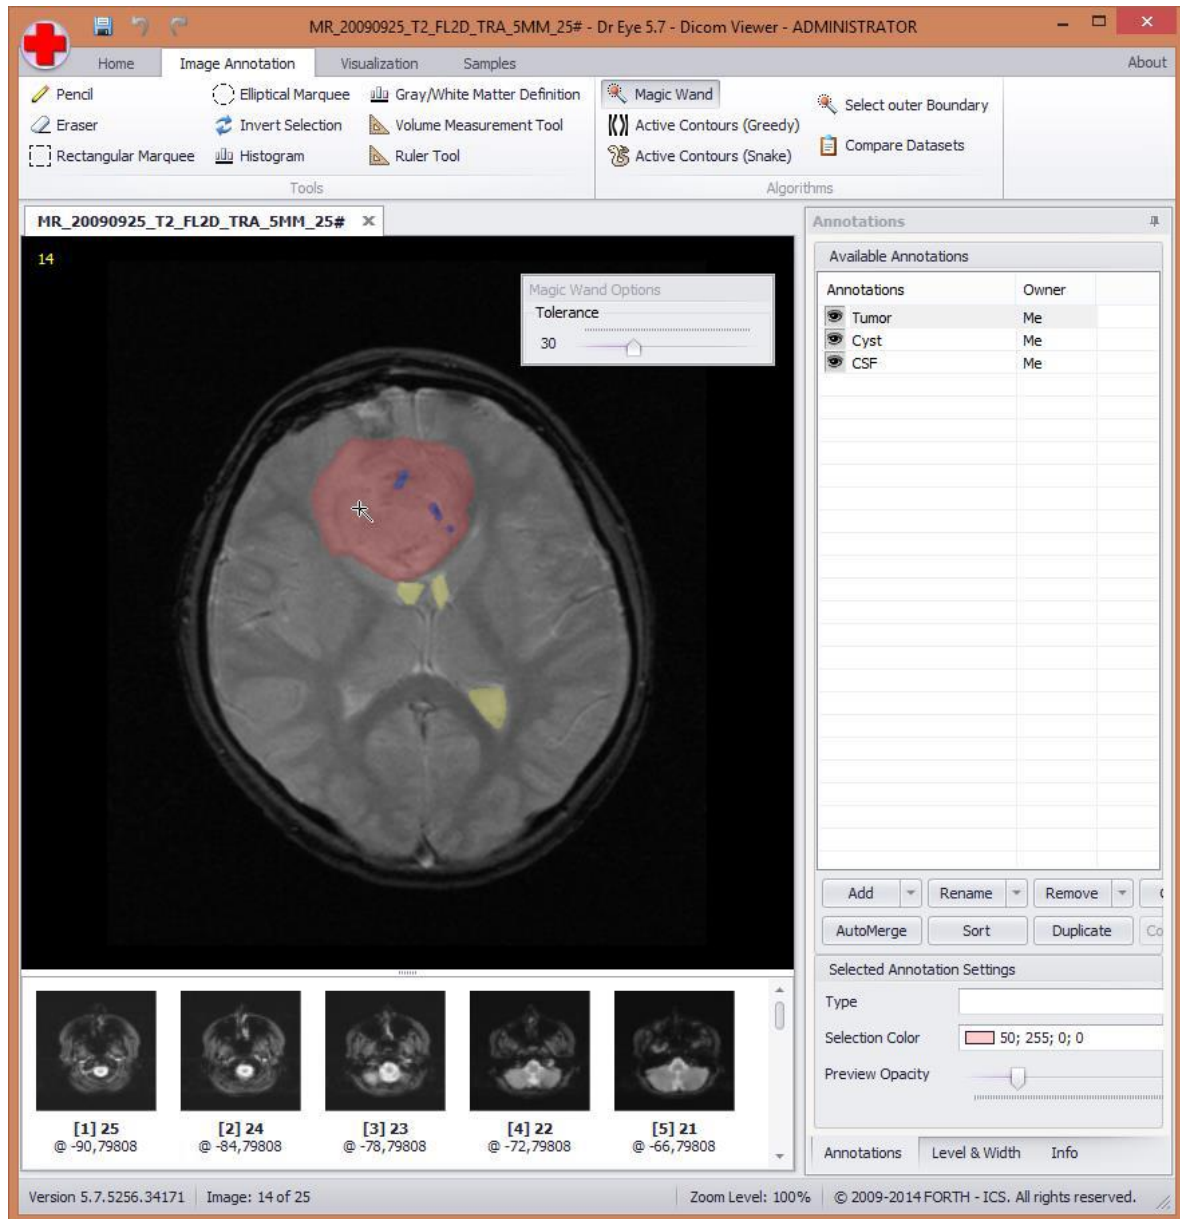 MR_20090925_T2_FL2D_TRA_5MM_25# - Dr Eye 5.7 - Dicom Viewer - ADMINISTRATOR
Home Image Annotation Visualization Samples About
Pencil Elliptical Marquee Gray/White Matter Definition Magic Wand Select outer Boundary
Eraser Invert Selection Volume Measurement Tool Active Contours (Greedy) Compare Datasets
Rectangular Marquee Histogram Ruler Tool Active Contours (Snake)
Tools Algorithms
MR_20090925_T2_FL2D_TRA_5MM_25#
14
Magic Wand Options
Tolerance
30
Annotations
Available Annotations
Annotations Owner
Tumor Me
Cyst Me
CSF Me
Add Rename Remove
AutoMerge Sort Duplicate Co
Selected Annotation Settings
Type
Selection Color 50; 255; 0; 0
Preview Opacity
Annotations Level & Width Info
[1] 25 [2] 24 [3] 23 [4] 22 [5] 21
@ -90,79808 @ -84,79808 @ -78,79808 @ -72,79808 @ -66,79808
Version 5.7.5256.34171 Image: 14 of 25 Zoom Level: 100% © 2009-2014 FORTH - ICS. All rights reserved.